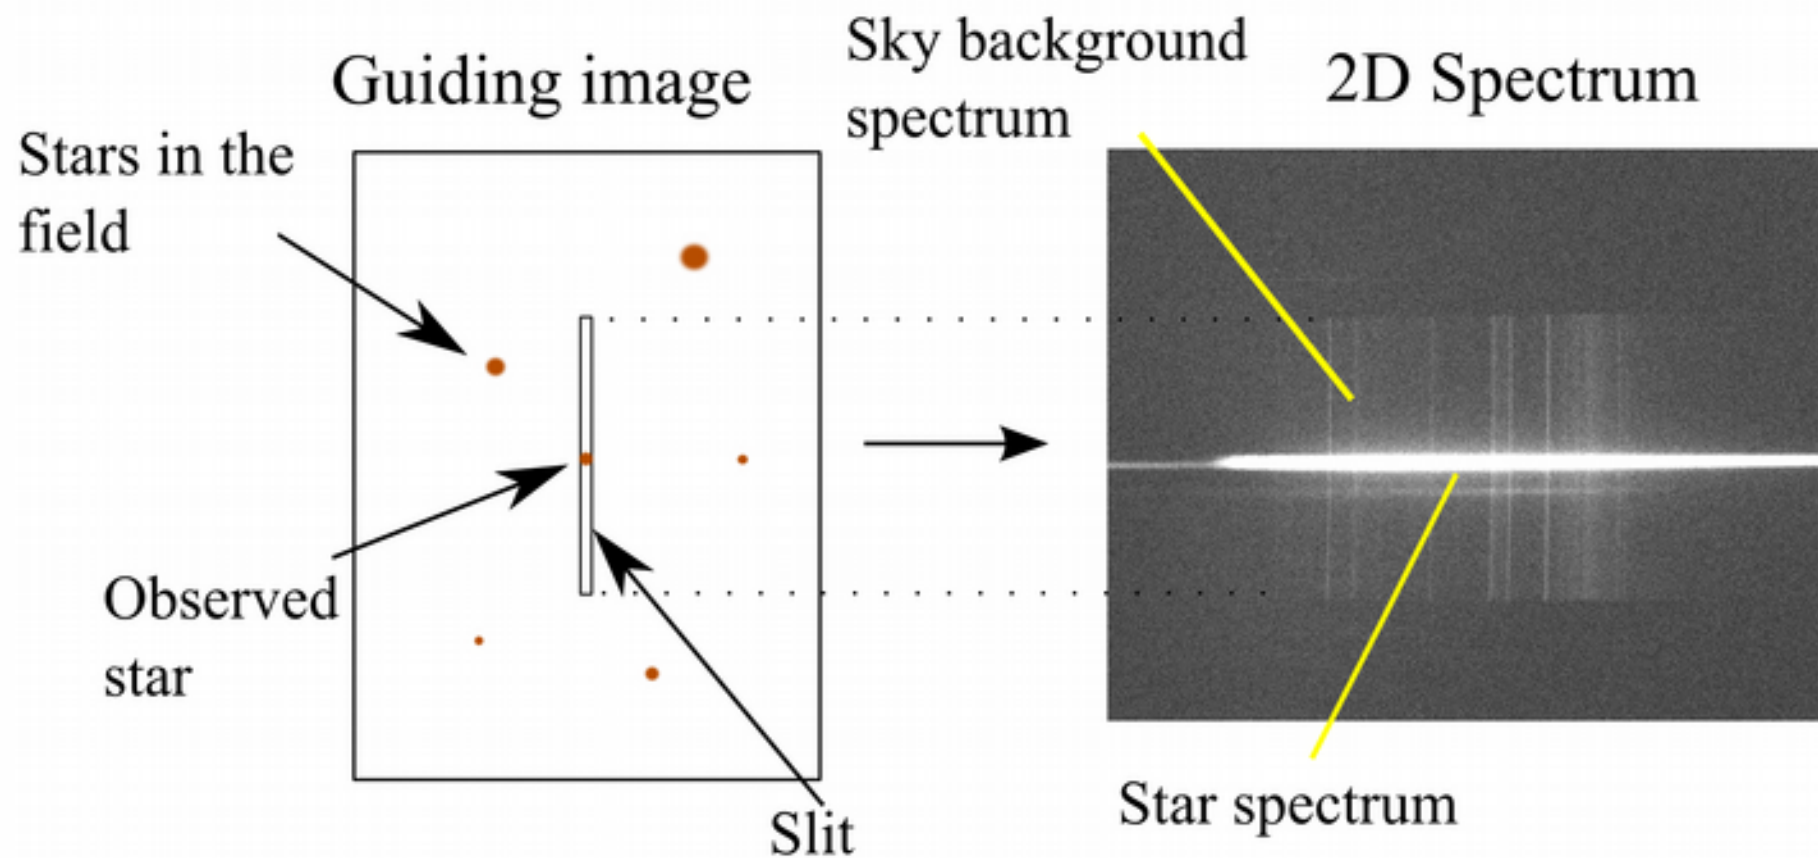 Guiding image
Sky background
spectrum
2D Spectrum
Stars in the
field
Observed
star
Slit
Star spectrum